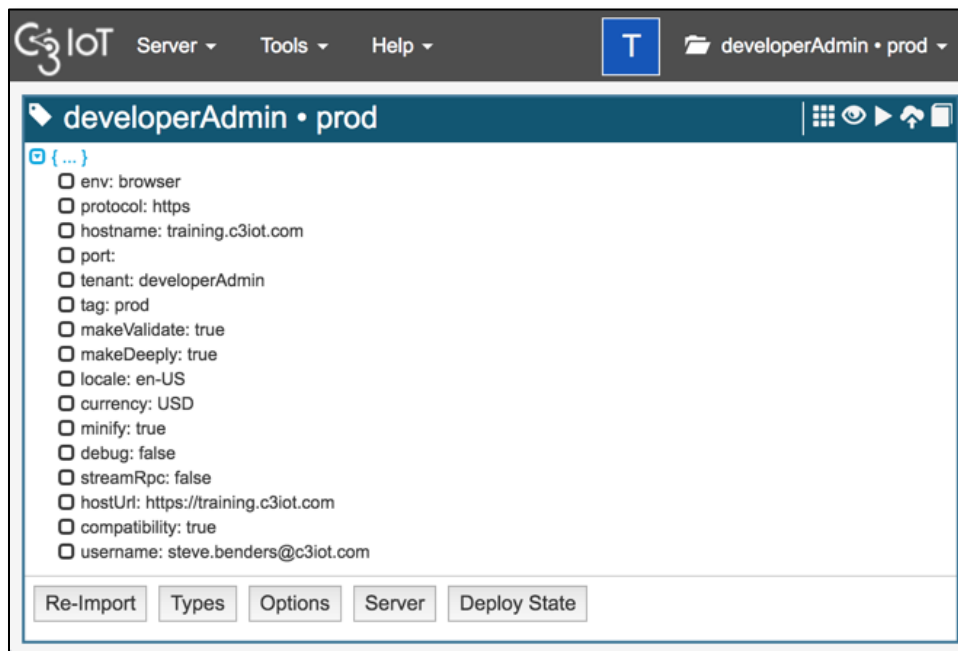 C3 IoT Server Tools Help T developerAdmin • prod
developerAdmin • prod
{ ... }
env: browser
protocol: https
hostname: training.c3iot.com
port:
tenant: developerAdmin
tag: prod
makeValidate: true
makeDeeply: true
locale: en-US
currency: USD
minify: true
debug: false
streamRpc: false
hostUrl: https://training.c3iot.com
compatibility: true
username: steve.benders@c3iot.com
Re-Import Types Options Server Deploy State